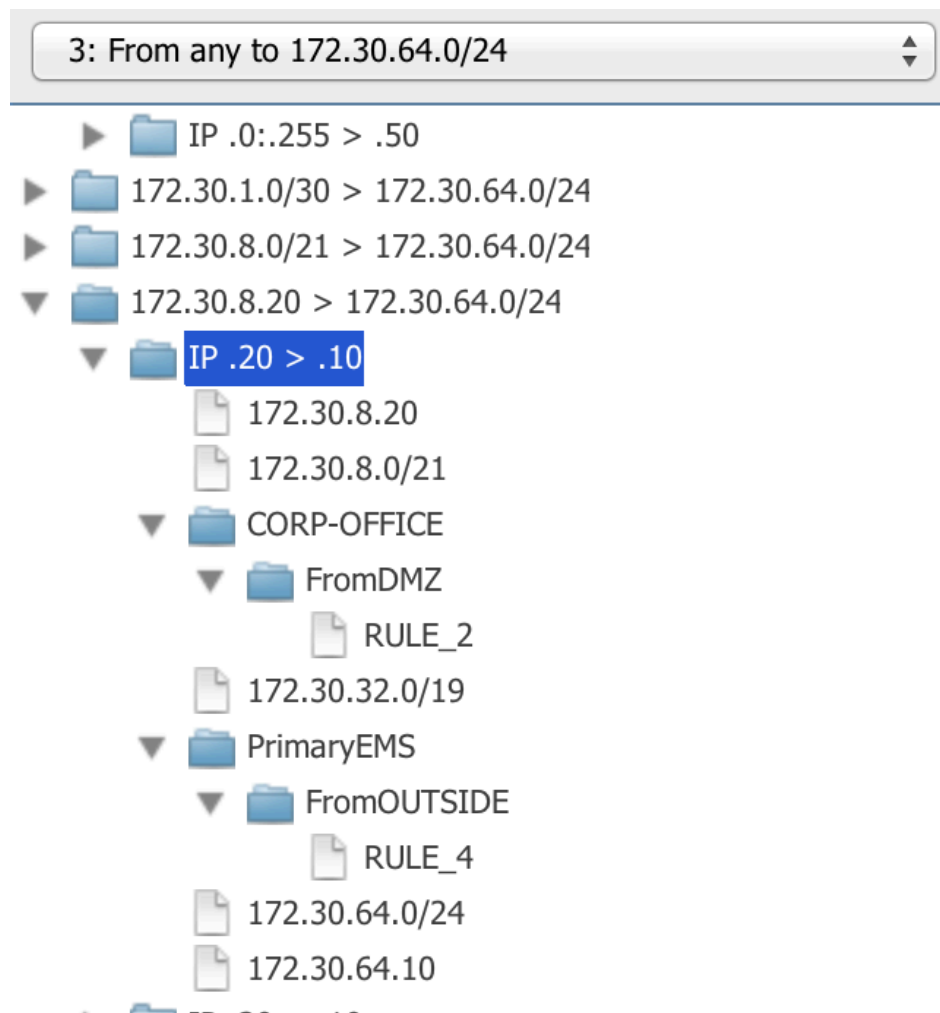 3: From any to 172.30.64.0/24
IP .0:.255 > .50
172.30.1.0/30 > 172.30.64.0/24
172.30.8.0/21 > 172.30.64.0/24
172.30.8.20 > 172.30.64.0/24
IP .20 > .10
172.30.8.20
172.30.8.0/21
CORP-OFFICE
FromDMZ
RULE_2
172.30.32.0/19
PrimaryEMS
FromOUTSIDE
RULE_4
172.30.64.0/24
172.30.64.10